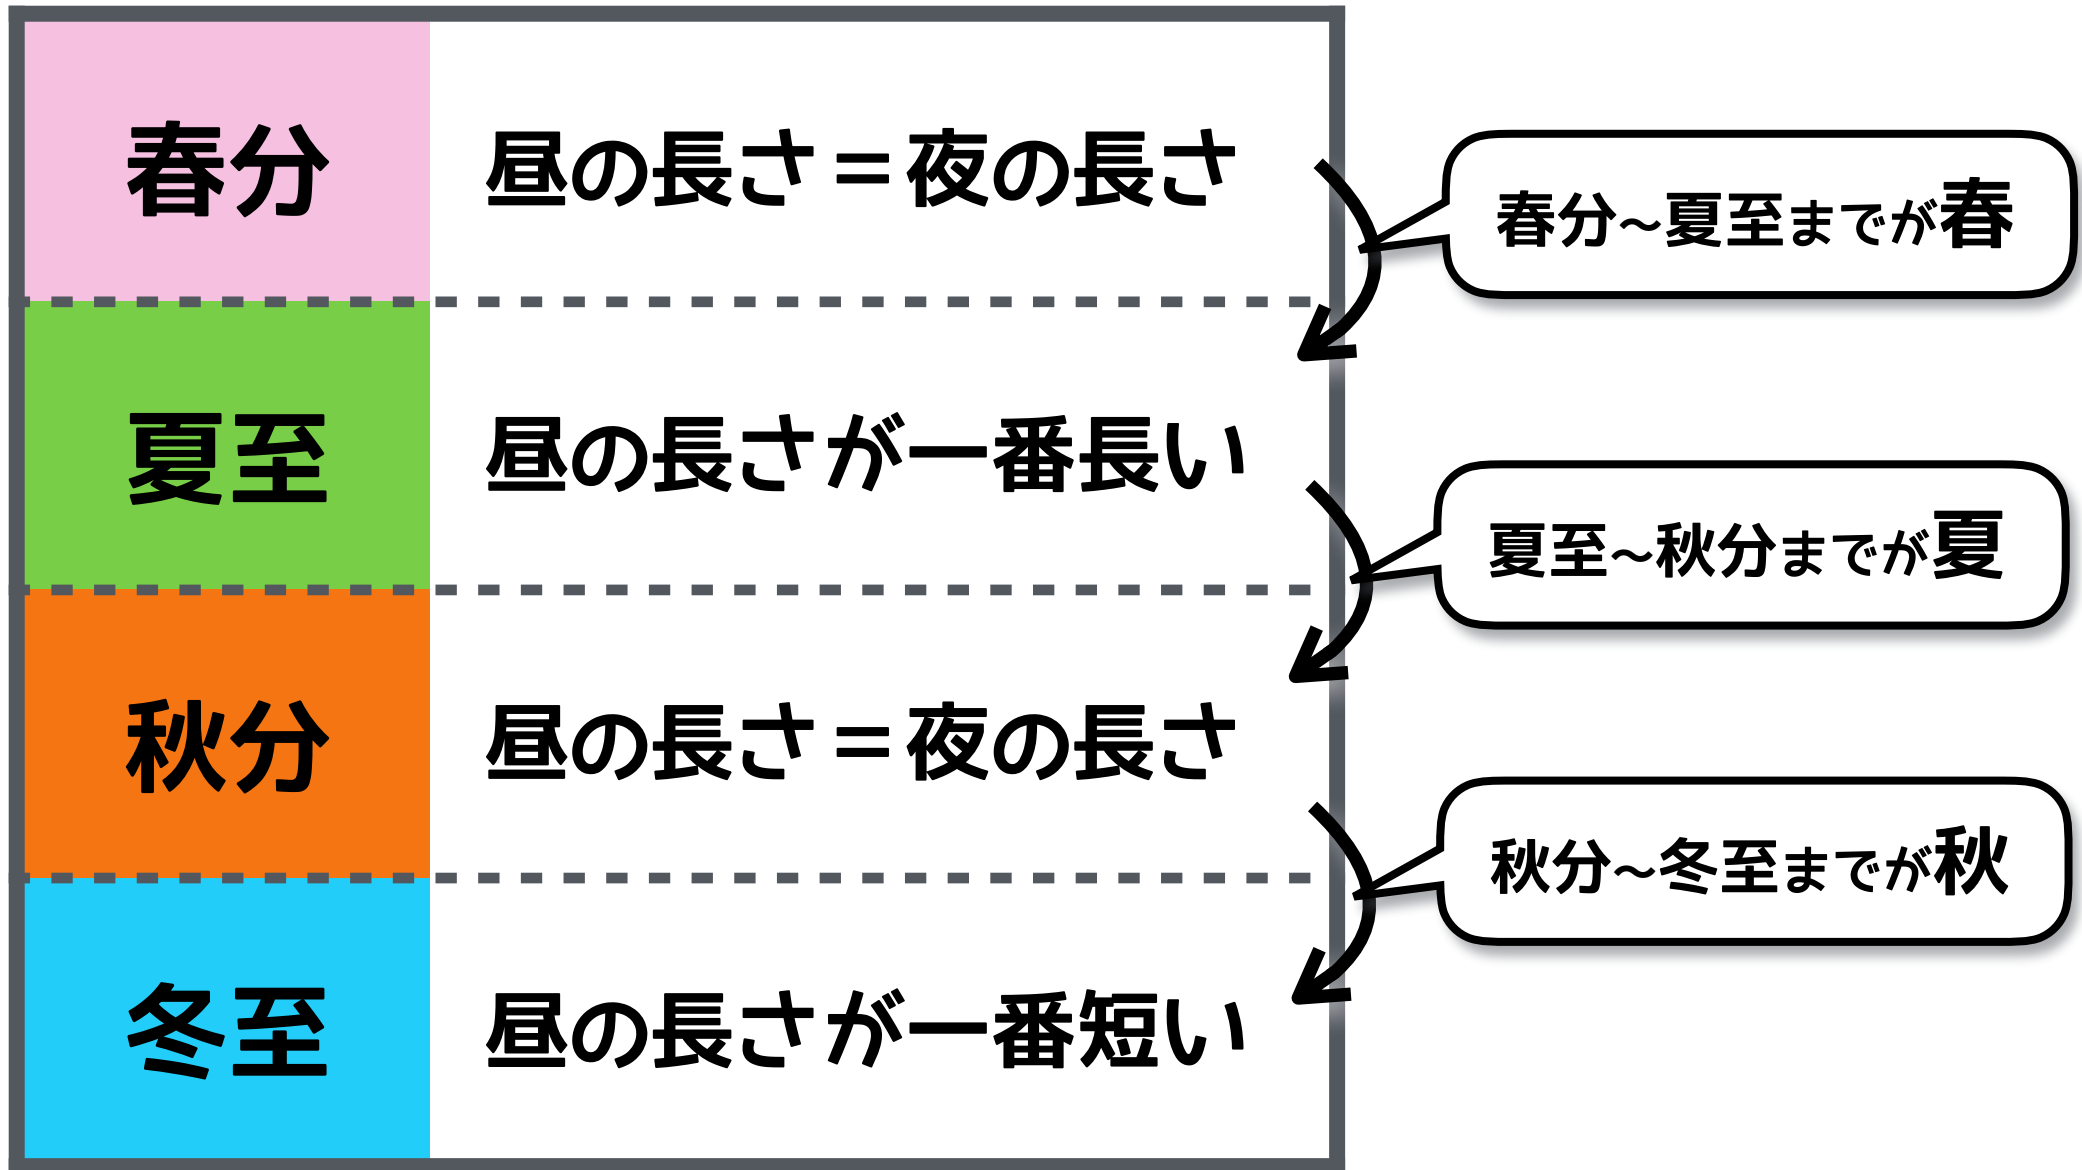 春分
昼の長さ＝夜の長さ
春分～夏至までが春
夏至
昼の長さが一番長い
夏至～秋分までが夏
秋分
昼の長さ＝夜の長さ
秋分～冬至までが秋
冬至
昼の長さが一番短い